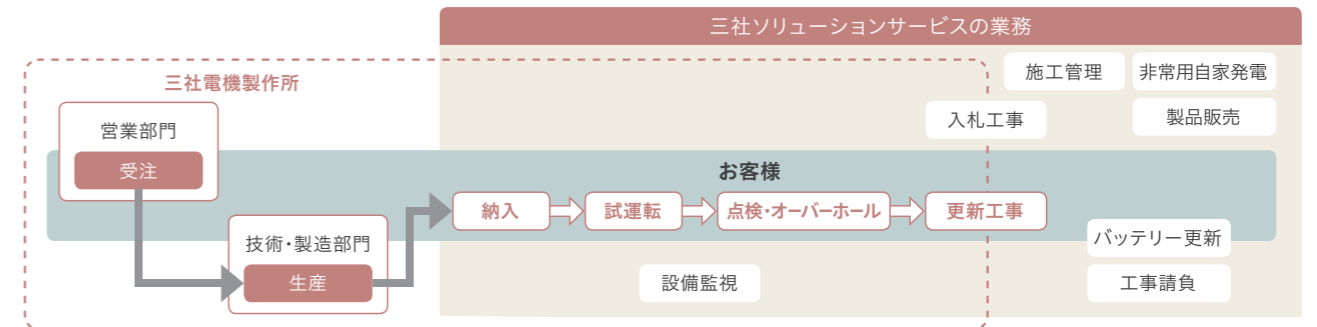 三社ソリューションサービスの業務
三社電機製作所
施工管理
非常用自家発電
営業部門
入札工事
製品販売
受注
お客様
納入
試運転
点検・オーバーホール
更新工事
技術・製造部門
バッテリー更新
生産
設備監視
工事請負